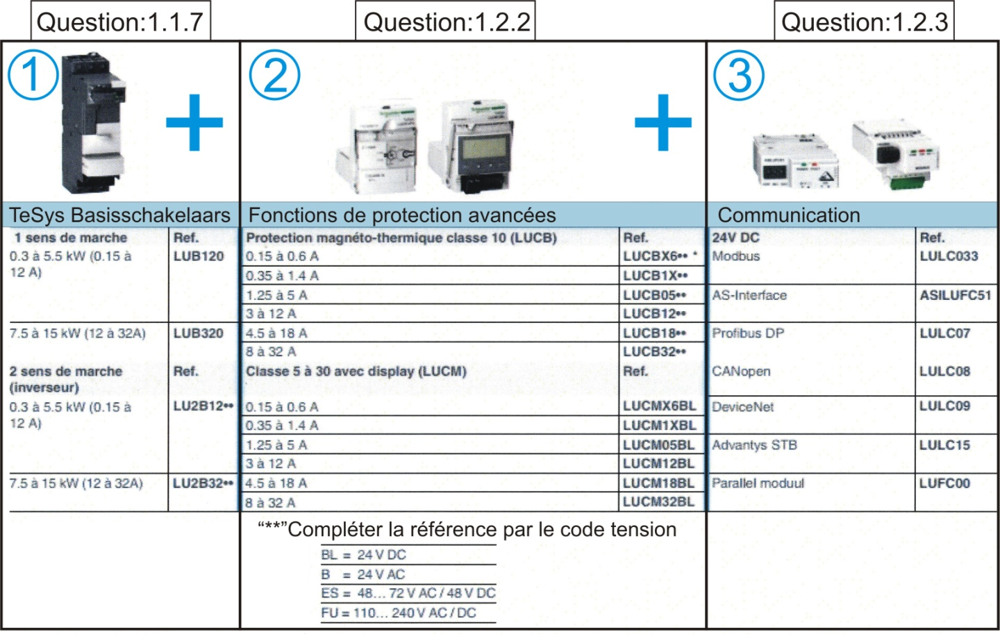 Question:1.1.7
Question:1.2.2
Question:1.2.3
1
2
3
TeSys Basisschakelaars
1 sens de marche Ref.
0.3 à 5.5 kW (0.15 à LUB120
12 A)
7.5 à 15 kW (12 à 32A) LUB320
2 sens de marche Ref.
(inverseur)
0.3 à 5.5 kW (0.15 à LU2B12••
12 A)
7.5 à 15 kW (12 à 32A) LU2B32••
Fonctions de protection avancées
Protection magnéto-thermique classe 10 (LUCB) Ref.
0.15 à 0.6 A LUCBX6•• *
0.35 à 1.4 A LUCB1X••
1.25 à 5 A LUCB05••
3 à 12 A LUCB12••
4.5 à 18 A LUCB18••
8 à 32 A LUCB32••
Classe 5 à 30 avec display (LUCM) Ref.
0.15 à 0.6 A LUCMX6BL
0.35 à 1.4 A LUCM1XBL
1.25 à 5 A LUCM05BL
3 à 12 A LUCM12BL
4.5 à 18 A LUCM18BL
8 à 32 A LUCM32BL
“**”Compléter la référence par le code tension
BL = 24 V DC
B = 24 V AC
ES = 48... 72 V AC / 48 V DC
FU = 110... 240 V AC / DC
Communication
24V DC Ref.
Modbus LULC033
AS-Interface ASILUFC51
Profibus DP LULC07
CANopen LULC08
DeviceNet LULC09
Advantys STB LULC15
Parallel moduul LUFC00